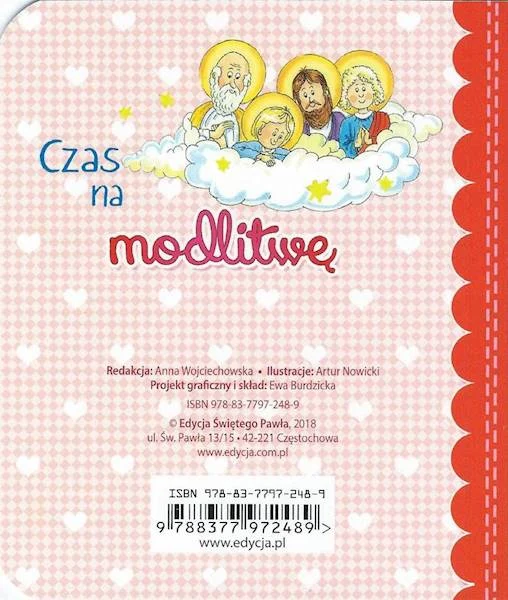 Czas
na
modlitwę
Redakcja: Anna Wojciechowska • Ilustracje: Artur Nowicki
Projekt graficzny i skład: Ewa Burdzicka
ISBN 978-83-7797-248-9
© Edycja Świętego Pawła, 2018
ul. Św. Pawła 13/15 • 42-221 Częstochowa
www.edycja.com.pl
ISBN 978-83-7797-248-9
9 788377 972489 >
www.edycja.pl